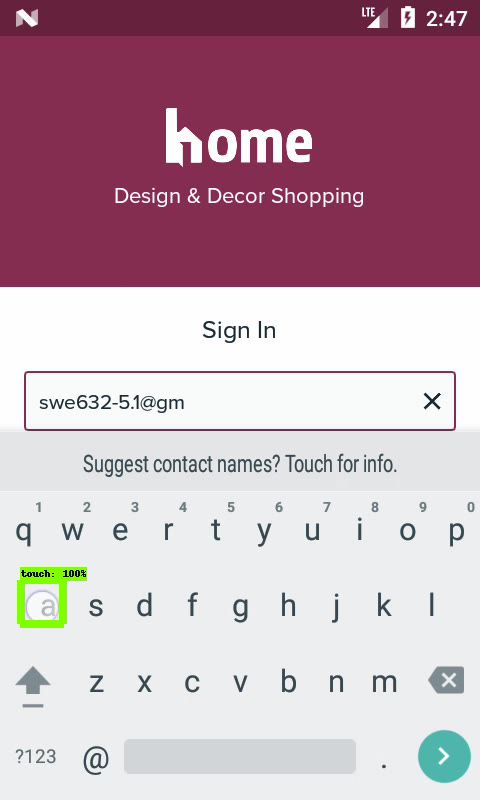 LTE 2:47
home
Design & Decor Shopping
Sign In
swe632-5.1@gm
Suggest contact names? Touch for info.
1 2 3 4 5 6 7 8 9 0
q w e r t y u i o p
touch: 100%
a s d f g h j k l
z x c v b n m
?123 @ .